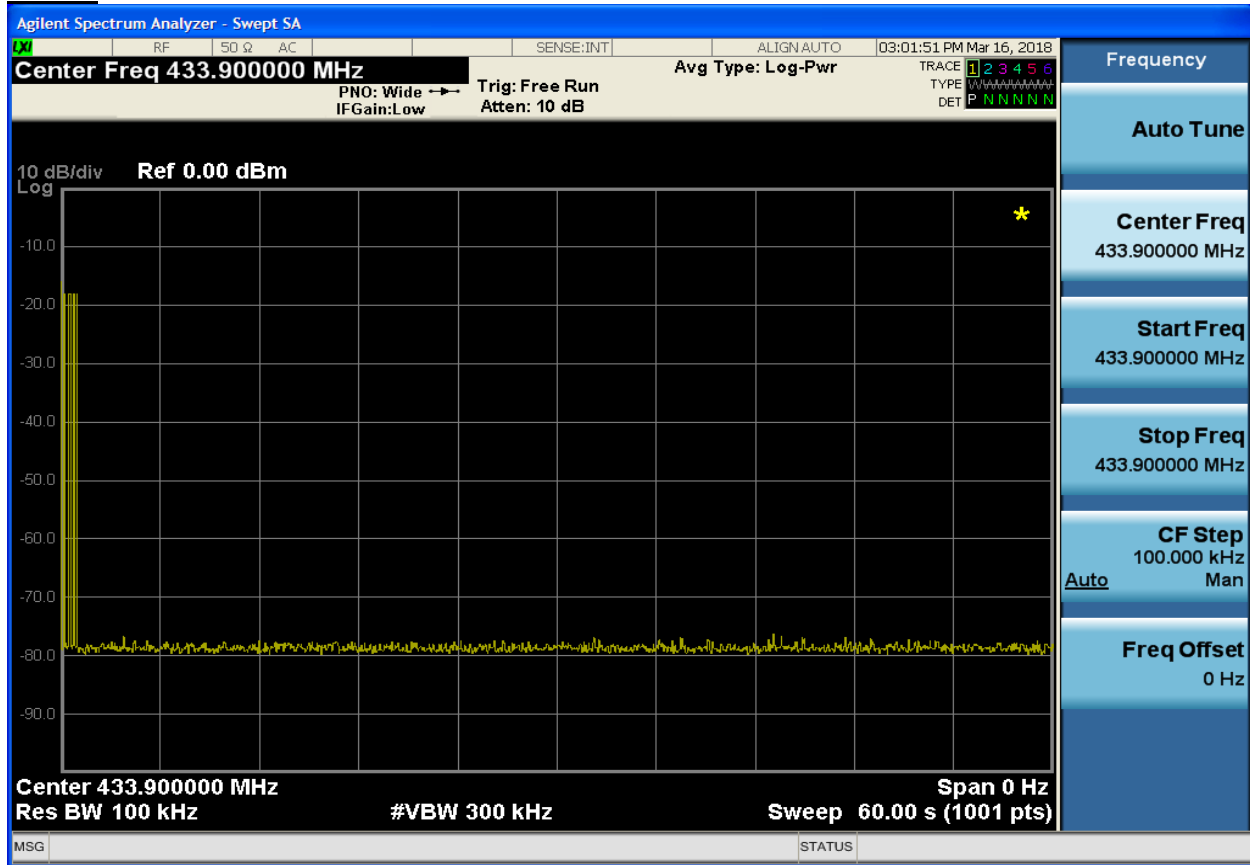 Agilent Spectrum Analyzer - Swept SA
LXI RF 50 Ω AC SENSE:INT ALIGN AUTO 03:01:51 PM Mar 16, 2018
Center Freq 433.900000 MHz
PNO: Wide
IFGain:Low
Trig: Free Run
Atten: 10 dB
Avg Type: Log-Pwr
TRACE 1 2 3 4 5 6
TYPE WWWWWWW
DET P N N N N N
10 dB/div Ref 0.00 dBm
Log
*
-10.0
-20.0
-30.0
-40.0
-50.0
-60.0
-70.0
-80.0
-90.0
Center 433.900000 MHz Span 0 Hz
Res BW 100 kHz #VBW 300 kHz Sweep 60.00 s (1001 pts)
MSG STATUS
Frequency
Auto Tune
Center Freq
433.900000 MHz
Start Freq
433.900000 MHz
Stop Freq
433.900000 MHz
CF Step
100.000 kHz
Auto Man
Freq Offset
0 Hz